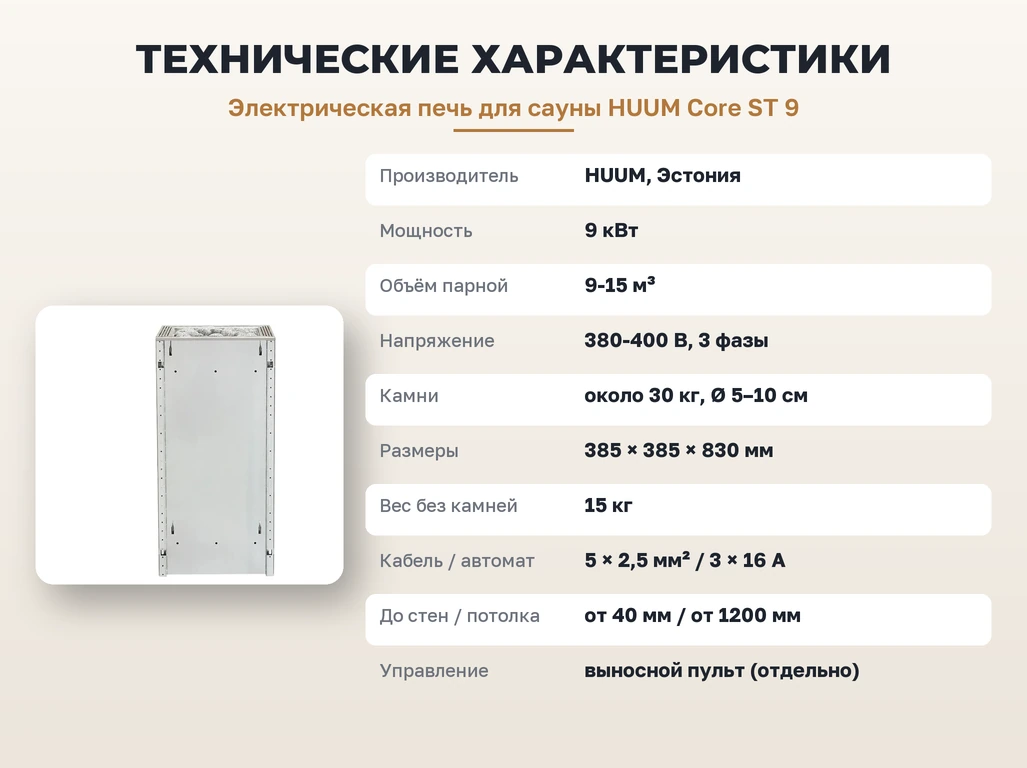 ТЕХНИЧЕСКИЕ ХАРАКТЕРИСТИКИ
Электрическая печь для сауны HUUM Core ST 9
Производитель HUUM, Эстония
Мощность 9 кВт
Объём парной 9-15 м³
Напряжение 380-400 В, 3 фазы
Камни около 30 кг, Ø 5–10 см
Размеры 385 × 385 × 830 мм
Вес без камней 15 кг
Кабель / автомат 5 × 2,5 мм² / 3 × 16 А
До стен / потолка от 40 мм / от 1200 мм
Управление выносной пульт (отдельно)